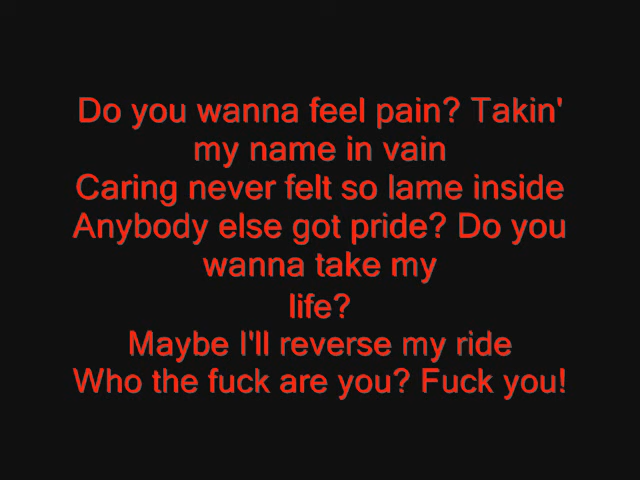 Do you wanna feel pain? Takin'
my name in vain
Caring never felt so lame inside
Anybody else got pride? Do you
wanna take my
life?
Maybe I'll reverse my ride
Who the fuck are you? Fuck you!